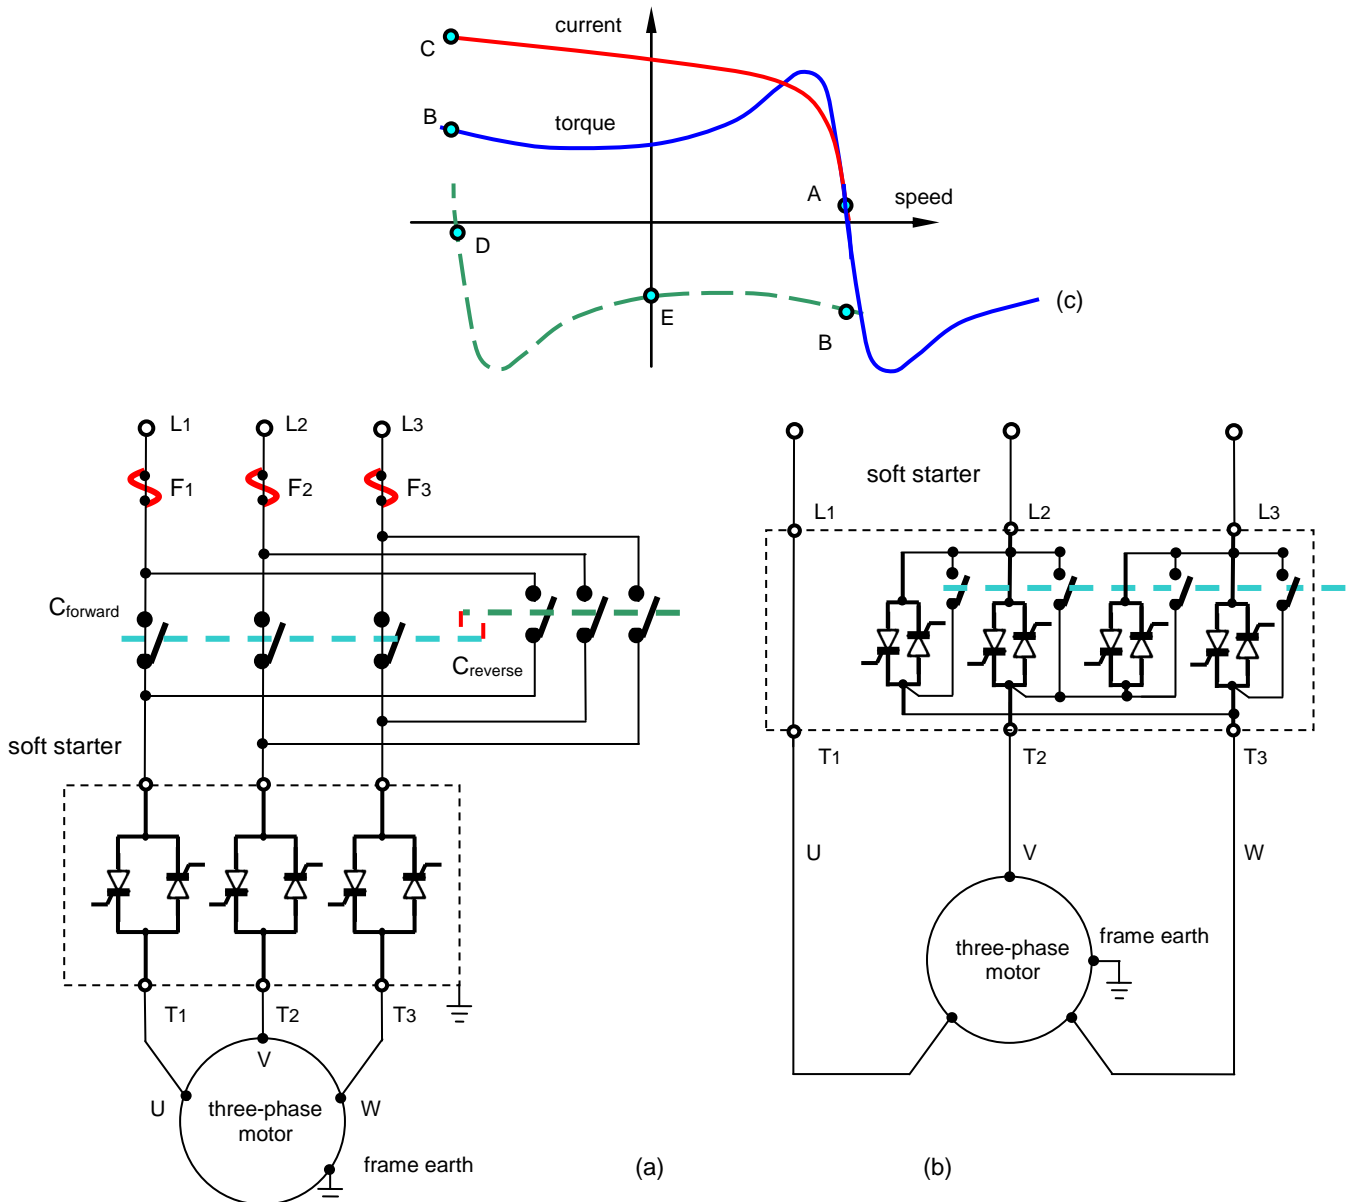 current
C
B
torque
A
speed
D
E
B
(c)
L1
L2
L3
F1
F2
F3
soft starter
L1
L2
L3
Cforward
Creverse
soft starter
T1
T2
T3
U
V
W
T1
T2
T3
V
U
W
three-phase
motor
frame earth
three-phase
motor
frame earth
(a)
(b)